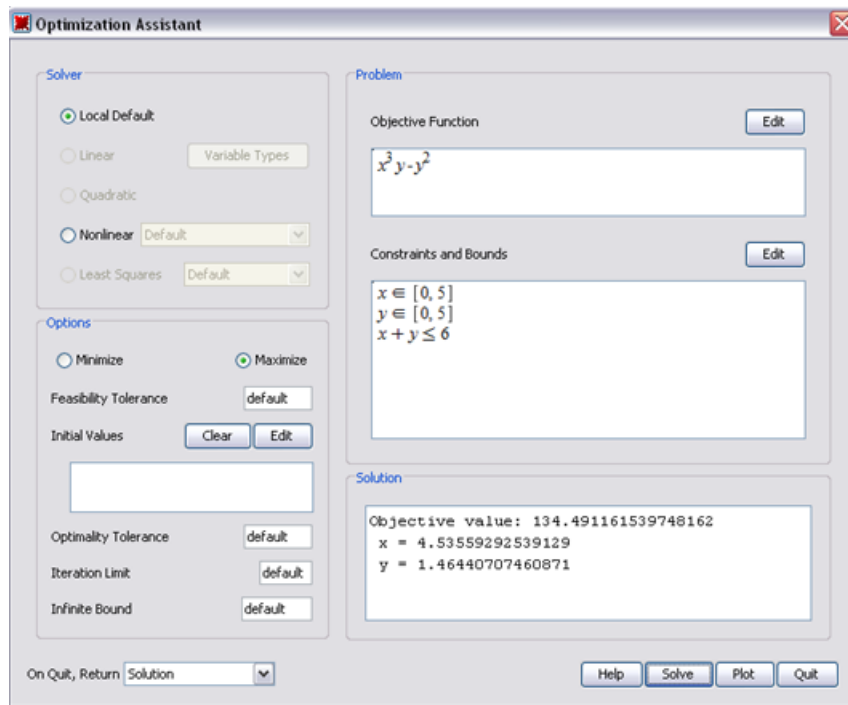 Optimization Assistant
Solver
Local Default
Linear Variable Types
Quadratic
Nonlinear Default
Least Squares Default
Options
Minimize Maximize
Feasibility Tolerance default
Initial Values Clear Edit
Optimality Tolerance default
Iteration Limit default
Infinite Bound default
Problem
Objective Function Edit
x³ y-y²
Constraints and Bounds Edit
x ∈ [0, 5]
y ∈ [0, 5]
x + y ≤ 6
Solution
Objective value: 134.491161539748162
x = 4.53559292539129
y = 1.46440707460871
On Quit, Return Solution Help Solve Plot Quit